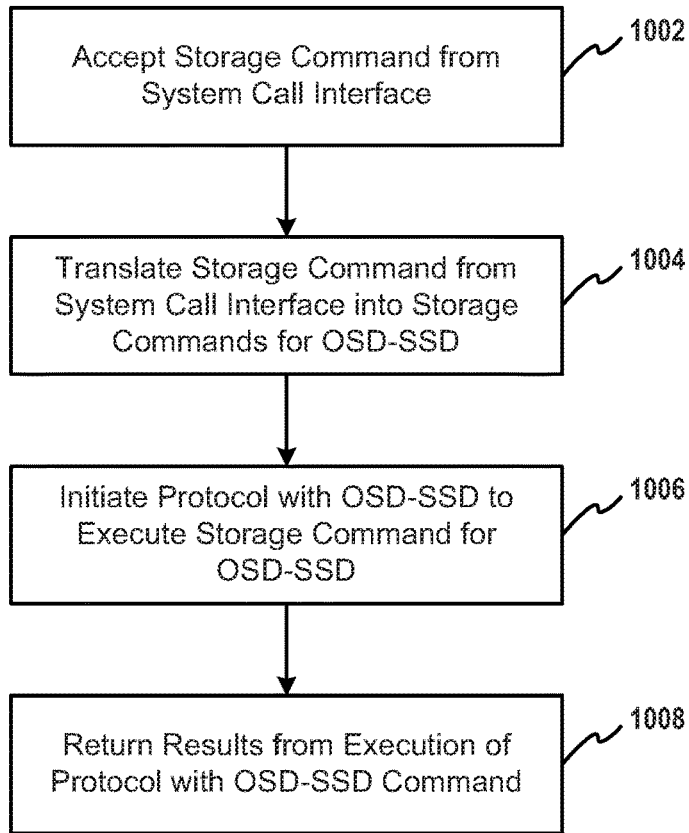 Accept Storage Command from
System Call Interface
1002
Translate Storage Command from
System Call Interface into Storage
Commands for OSD-SSD
1004
Initiate Protocol with OSD-SSD to
Execute Storage Command for
OSD-SSD
1006
Return Results from Execution of
Protocol with OSD-SSD Command
1008